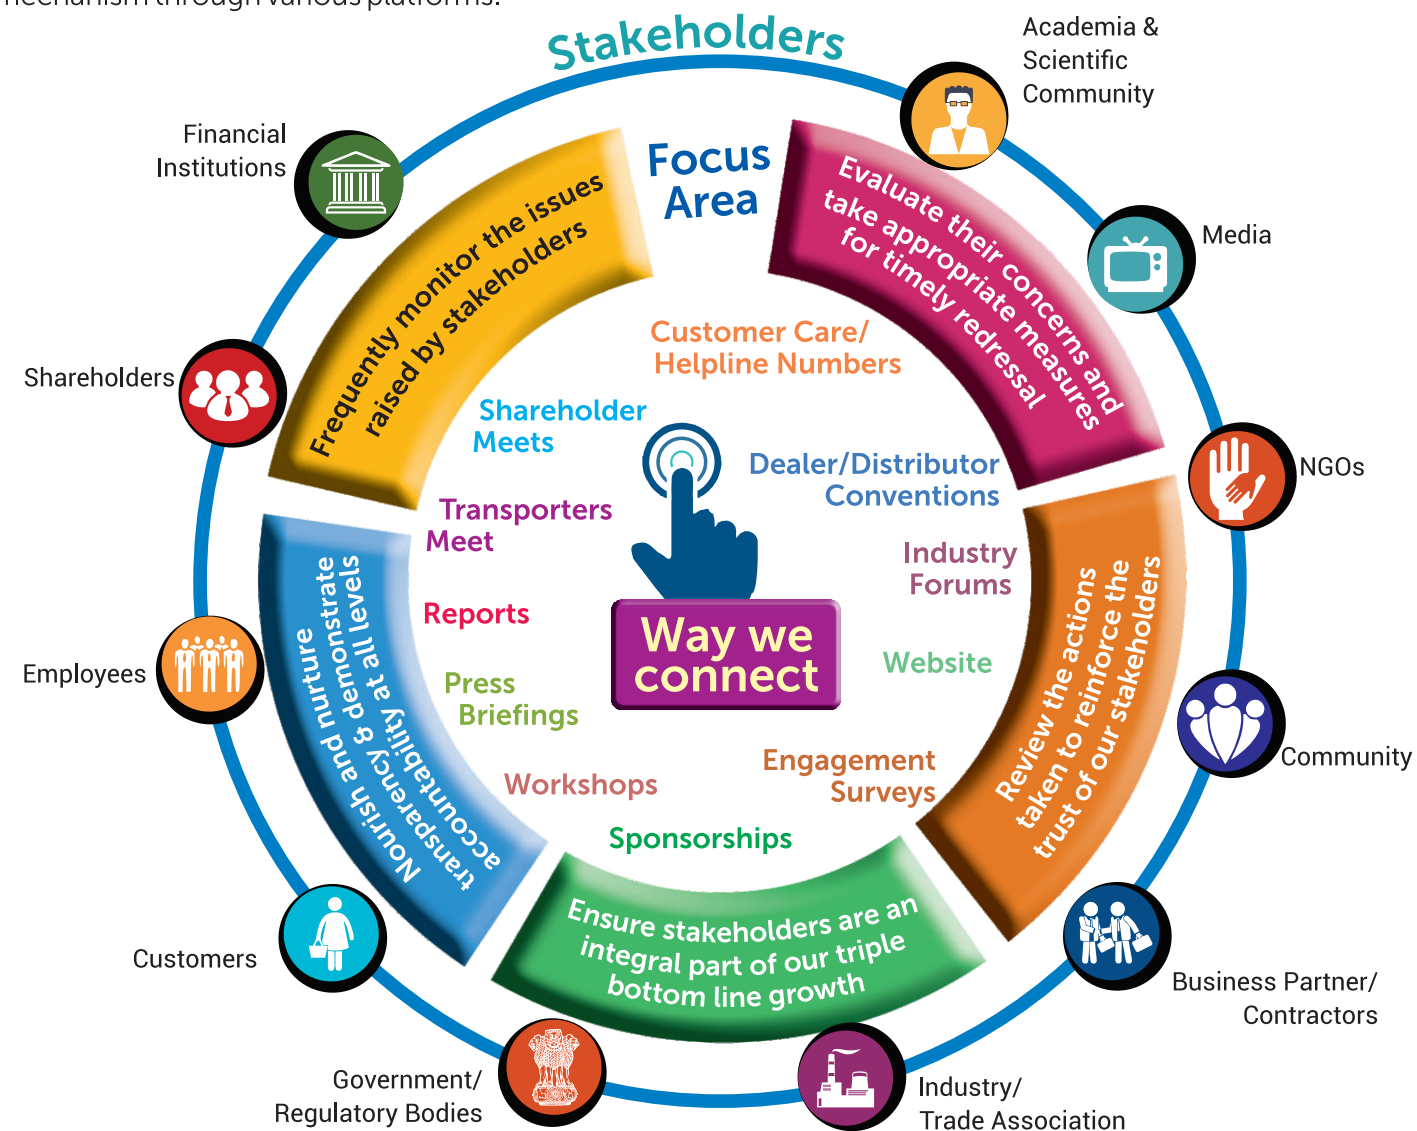 mechanism through various platforms.
Stakeholders
Academia &
Scientific
Community
Financial
Institutions
Focus
Area
Media
Frequently monitor the issues
raised by stakeholders
Evaluate their concerns and
take appropriate measures
for timely redressal
Customer Care/
Helpline Numbers
Shareholders
Shareholder
Meets
Dealer/Distributor
Conventions
NGOs
Transporters
Meet
Industry
Forums
Reports
Way we
connect
Website
Employees
Press
Briefings
Nourish and nurture
transparency & demonstrate
accountability at all levels
Review the actions
taken to reinforce the
trust of our stakeholders
Community
Engagement
Surveys
Workshops
Sponsorships
Ensure stakeholders are an
integral part of our triple
bottom line growth
Customers
Business Partner/
Contractors
Government/
Regulatory Bodies
Industry/
Trade Association